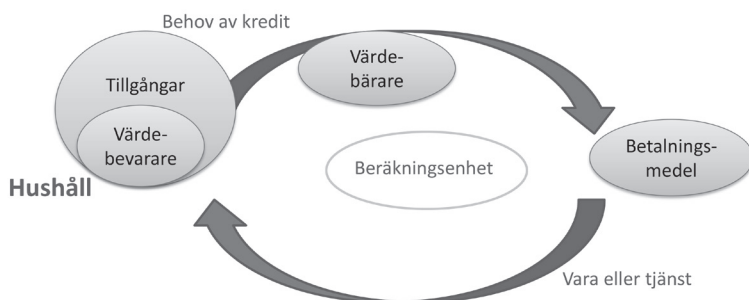 Behov av kredit
Tillgångar
Värde-
bevarare
Hushåll
Värde-
bärare
Beräkningsenhet
Betalnings-
medel
Vara eller tjänst